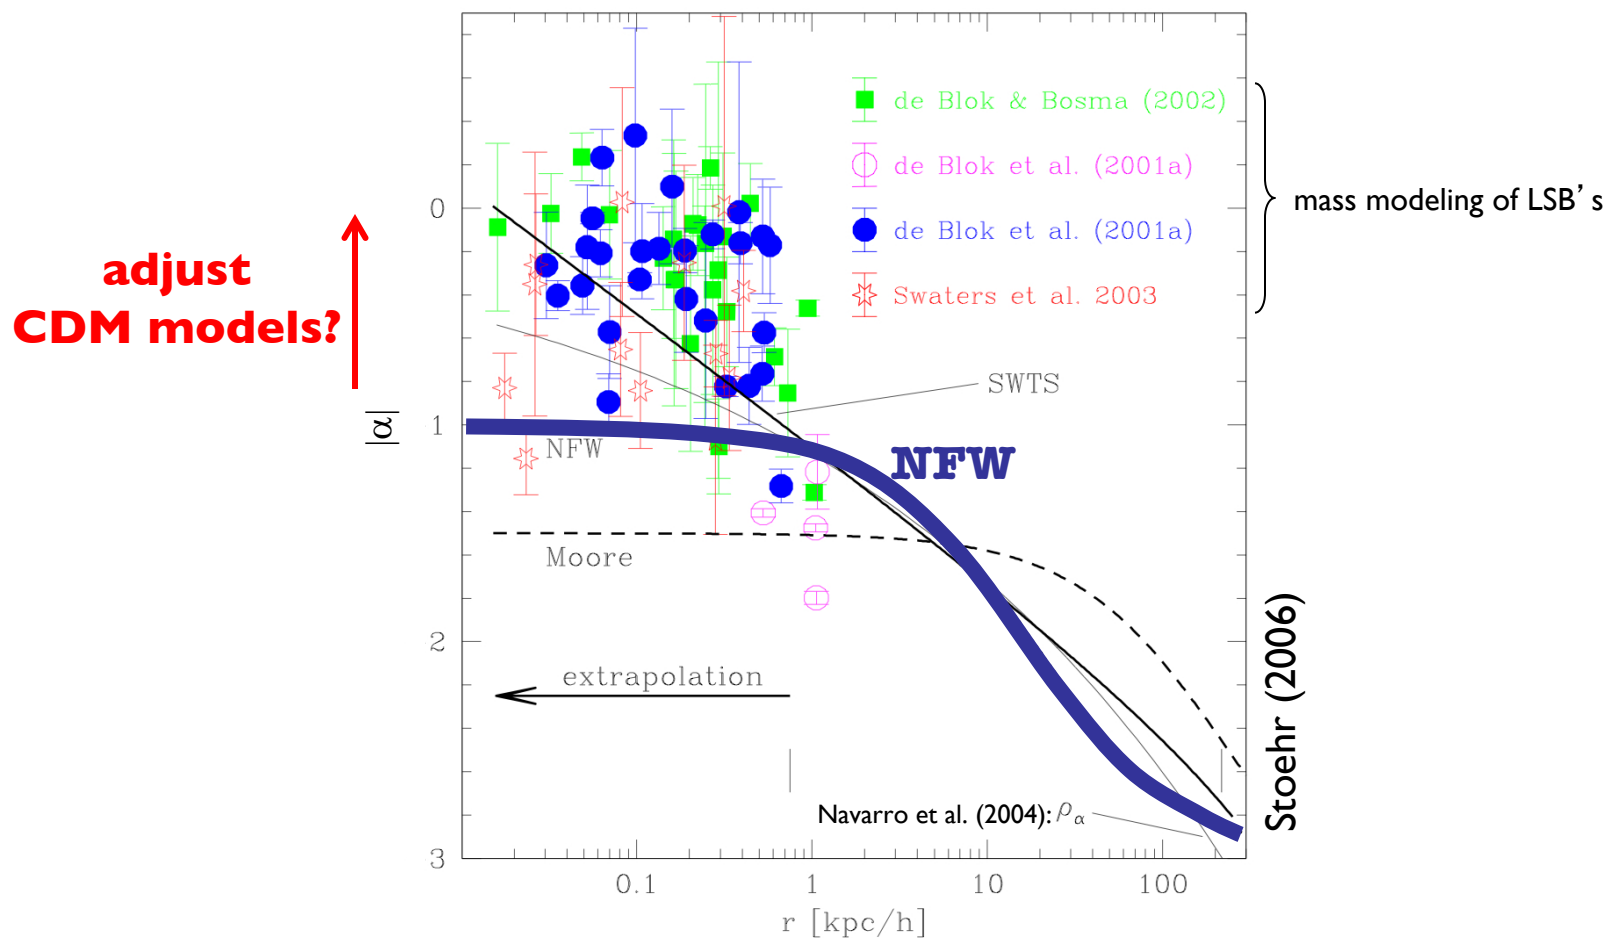 de Blok & Bosma (2002)
de Blok et al. (2001a)
de Blok et al. (2001a)
Swaters et al. 2003
mass modeling of LSB's
adjust
CDM models?
|α|
0
1
2
3
SWTS
NFW
NFW
Moore
extrapolation
Navarro et al. (2004): ρα
Stoehr (2006)
0.1 1 10 100
r [kpc/h]